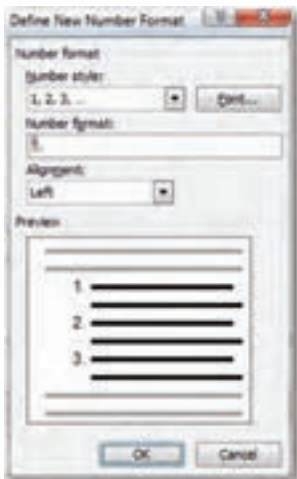 Define New Number Format
Number format
Number style:
1, 2, 3, ...
Font...
Number format:
1.
Alignment:
Left
Preview
1.
2.
3.
OK
Cancel